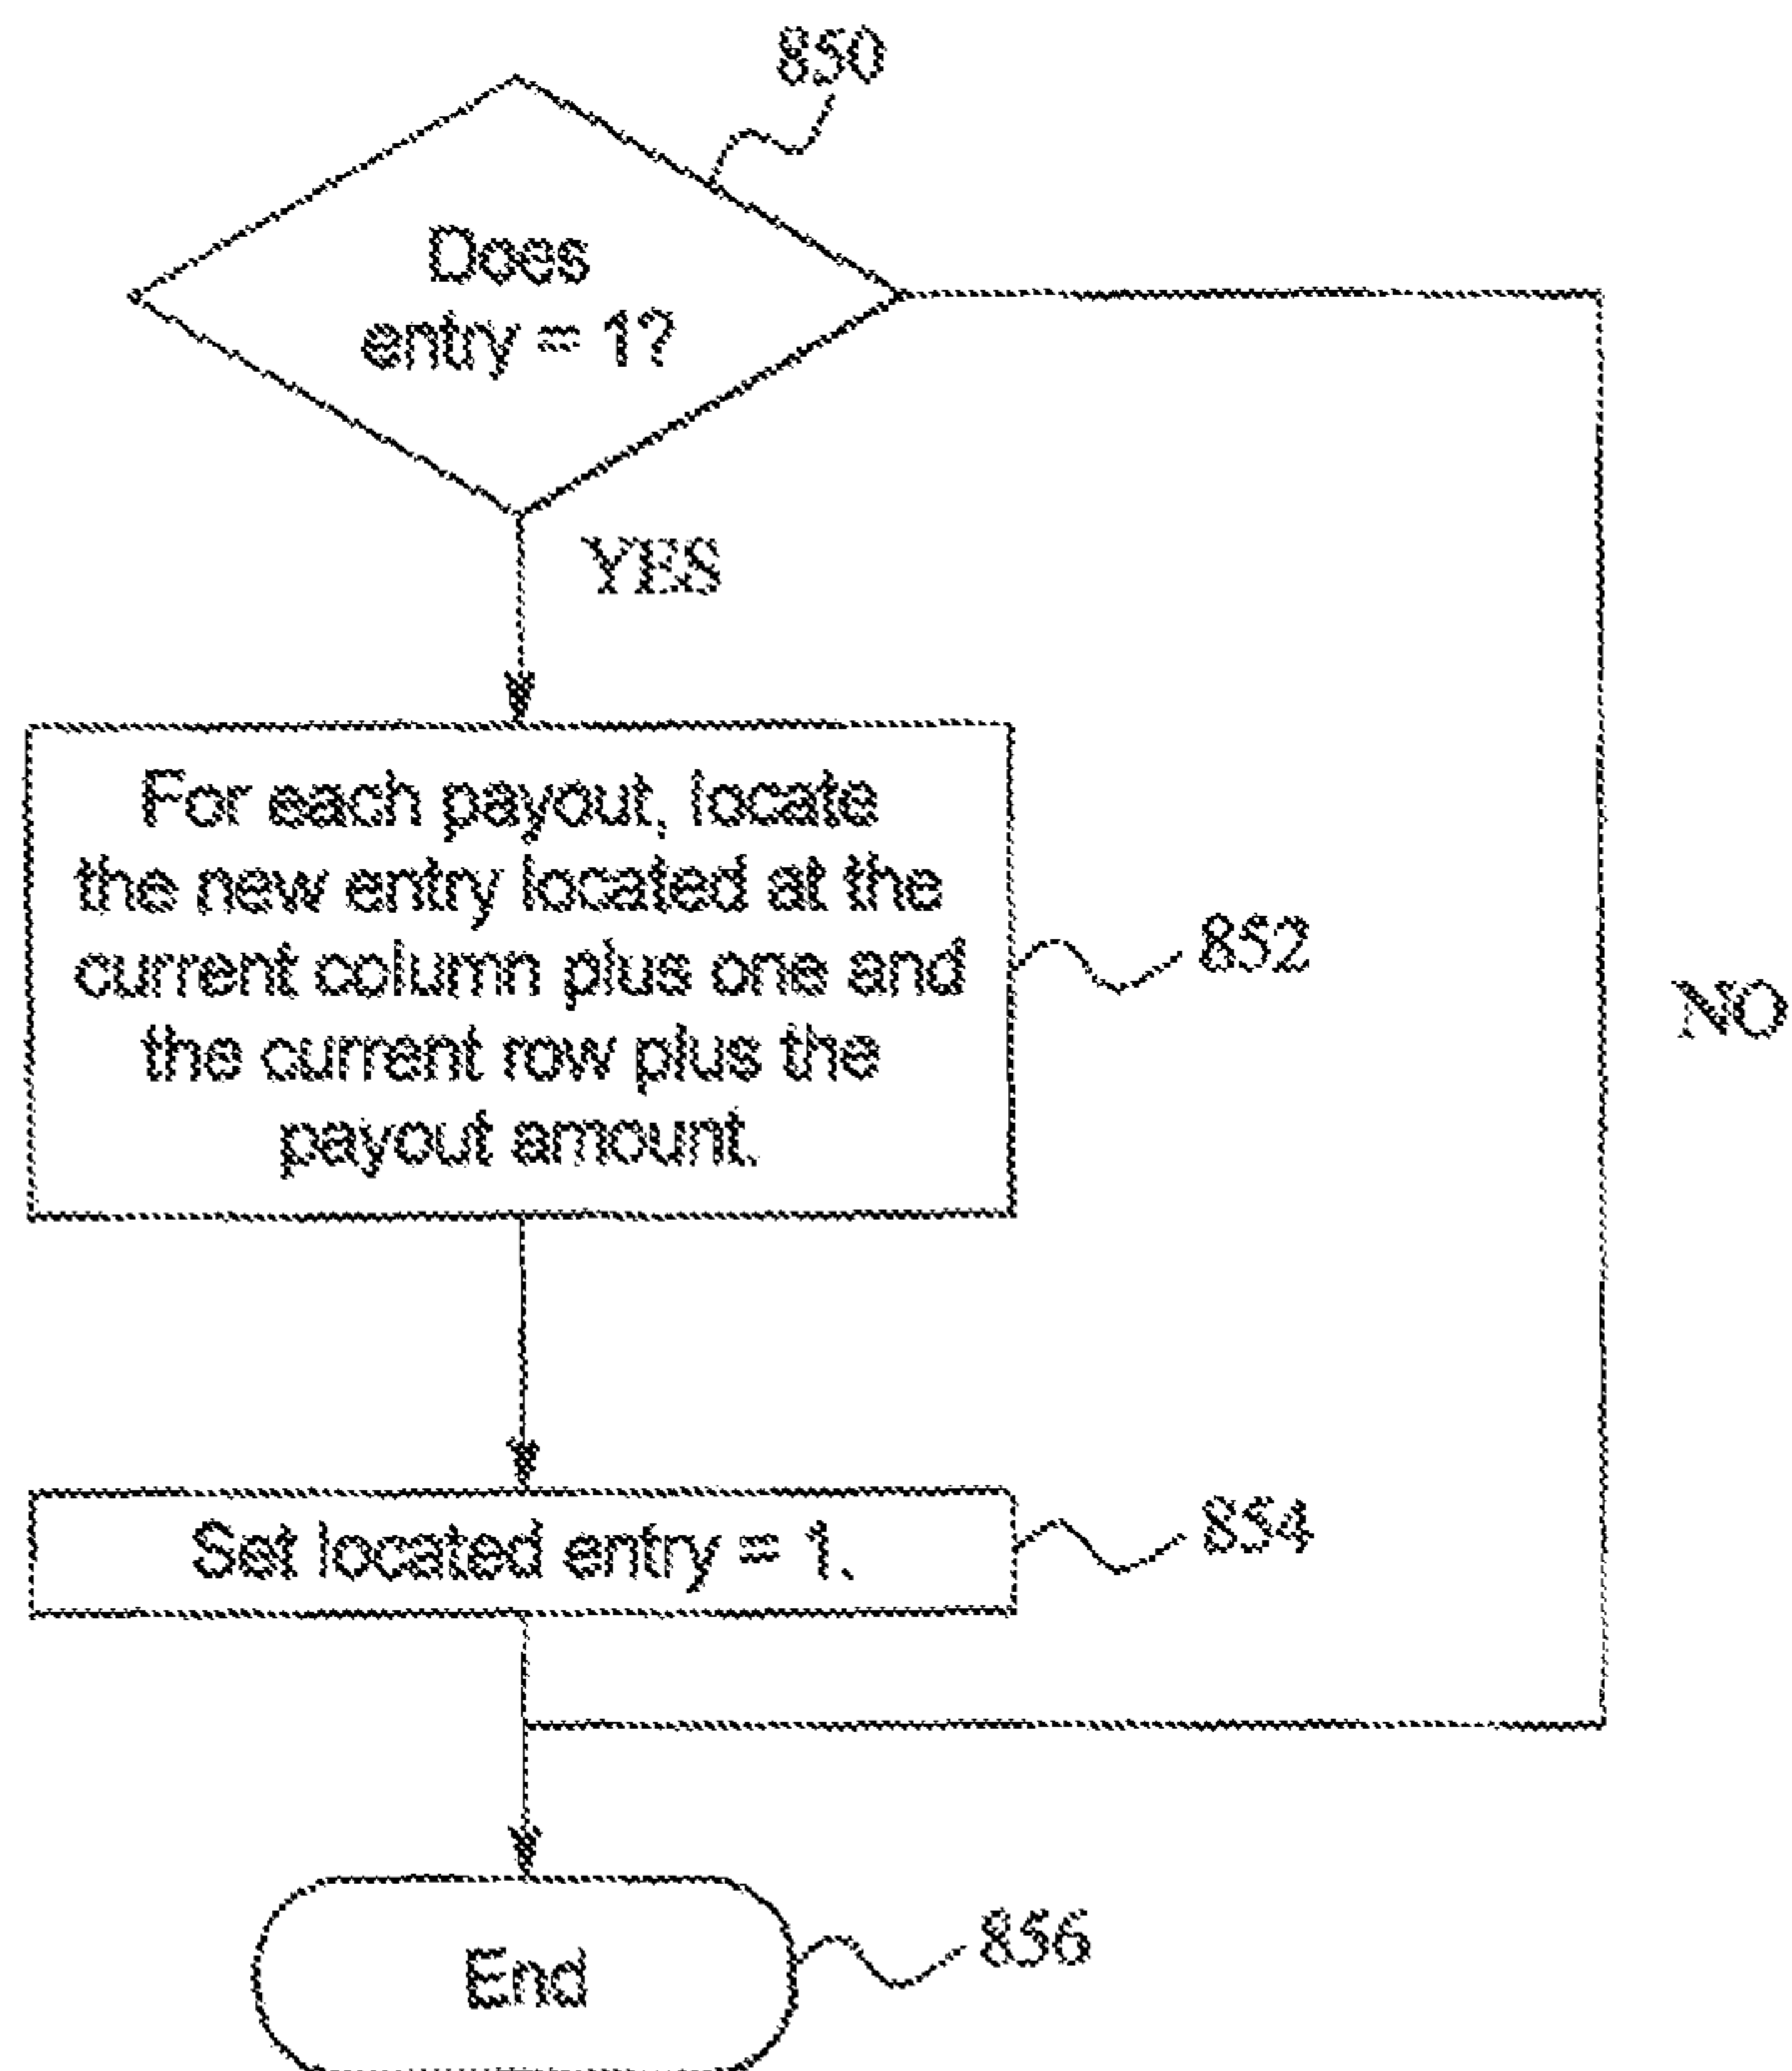 850
Does
entry = 1?
YES
For each payout, locate
the new entry located at the
current column plus one and
the current row plus the
payout amount.
852
NO
Set located entry = 1.
854
End
856